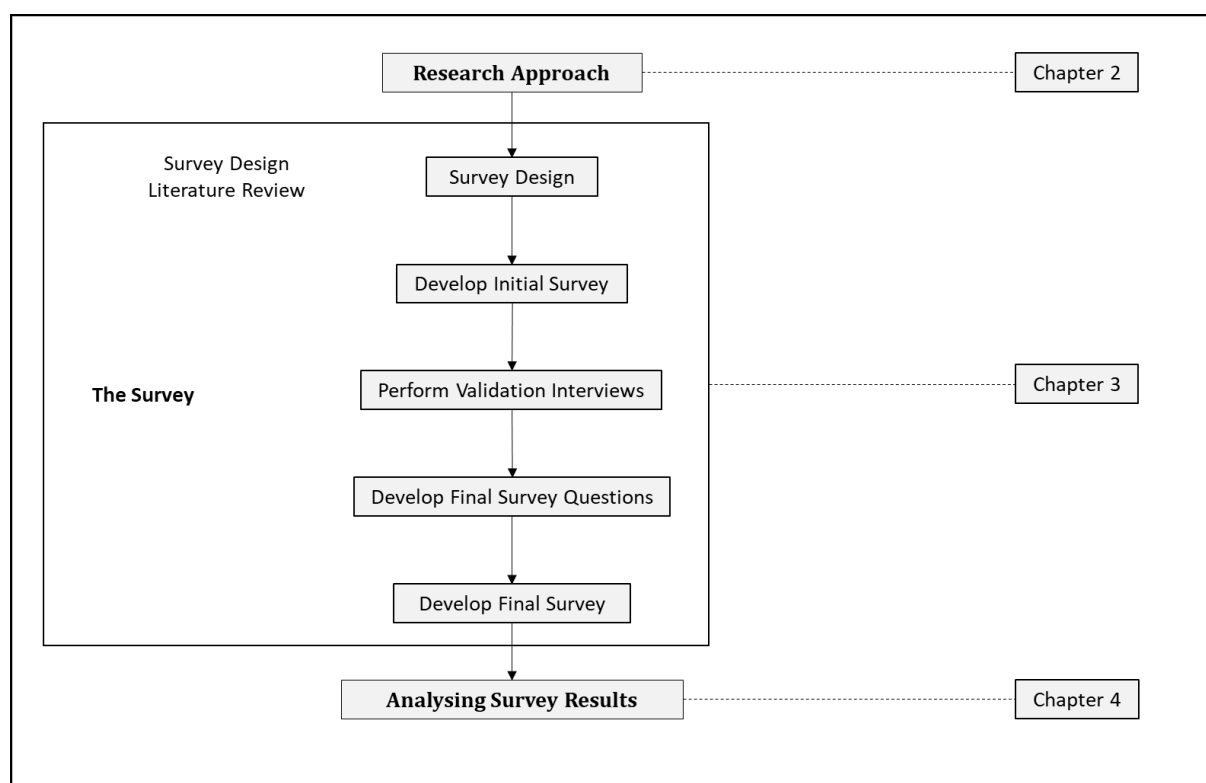 Research Approach
Chapter 2
Survey Design
Literature Review
Survey Design
Develop Initial Survey
The Survey
Perform Validation Interviews
Chapter 3
Develop Final Survey Questions
Develop Final Survey
Analysing Survey Results
Chapter 4